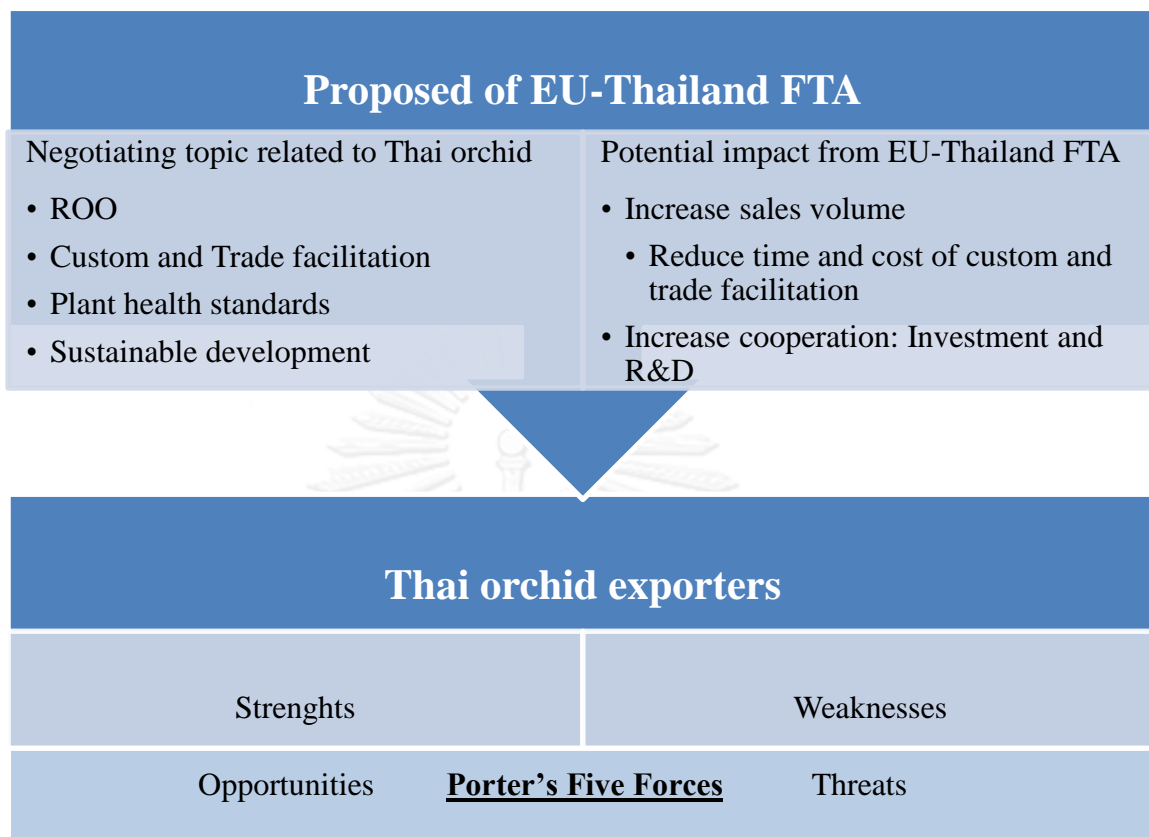 Proposed of EU-Thailand FTA
Negotiating topic related to Thai orchid
• ROO
• Custom and Trade facilitation
• Plant health standards
• Sustainable development
Potential impact from EU-Thailand FTA
• Increase sales volume
• Reduce time and cost of custom and
trade facilitation
• Increase cooperation: Investment and
R&D
Thai orchid exporters
Strenghts
Weaknesses
Opportunities Porter's Five Forces Threats